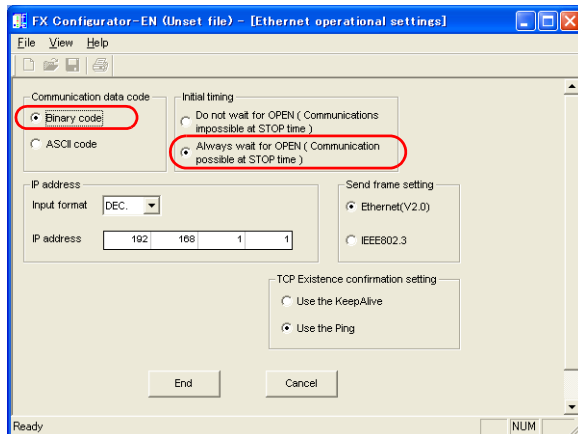 FX Configurator-EN (Unset file) - [Ethernet operational settings]
File View Help
Communication data code
Binary code
ASCII code
Initial timing
Do not wait for OPEN ( Communications
impossible at STOP time )
Always wait for OPEN ( Communication
possible at STOP time )
IP address
Input format DEC.
IP address 192 168 1 1
Send frame setting
Ethernet(V2.0)
IEEE802.3
TCP Existence confirmation setting
Use the KeepAlive
Use the Ping
End Cancel
Ready NUM